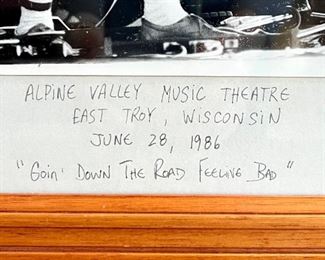 ALPINE VALLEY MUSIC THEATRE
EAST TROY, WISCONSIN
JUNE 28, 1986
"GOIN' DOWN THE ROAD FEELING BAD"